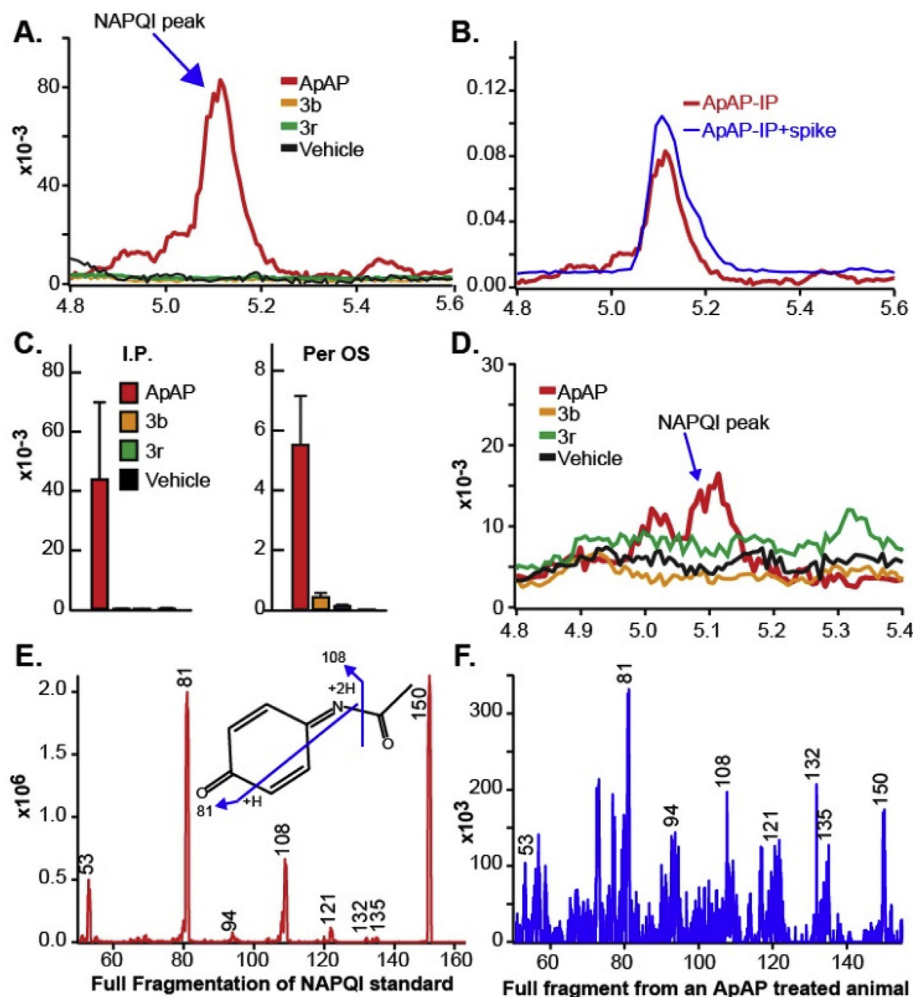 A.
NAPQI peak
ApAP
3b
3r
Vehicle
x10-3
80
40
0
4.8 5.0 5.2 5.4 5.6
B.
0.12
0.08
0.04
0.00
ApAP-IP
ApAP-IP+spike
4.8 5.0 5.2 5.4 5.6
C.
I.P.
ApAP
3b
3r
Vehicle
x10-3
80
60
40
20
0
Per OS
8
6
4
2
0
D.
ApAP
3b
3r
Vehicle
NAPQI peak
x10-3
30
20
10
0
4.8 4.9 5.0 5.1 5.2 5.3 5.4
E.
x10⁶
2.0
1.5
1.0
0.5
0.0
53
81
94
108
121
132
135
150
108
+2H
N
O
O
81
+H
60 80 100 120 140 160
Full Fragmentation of NAPQI standard
F.
x10³
300
200
100
0
53
81
94
108
121
132
135
150
60 80 100 120 140
Full fragment from an ApAP treated animal